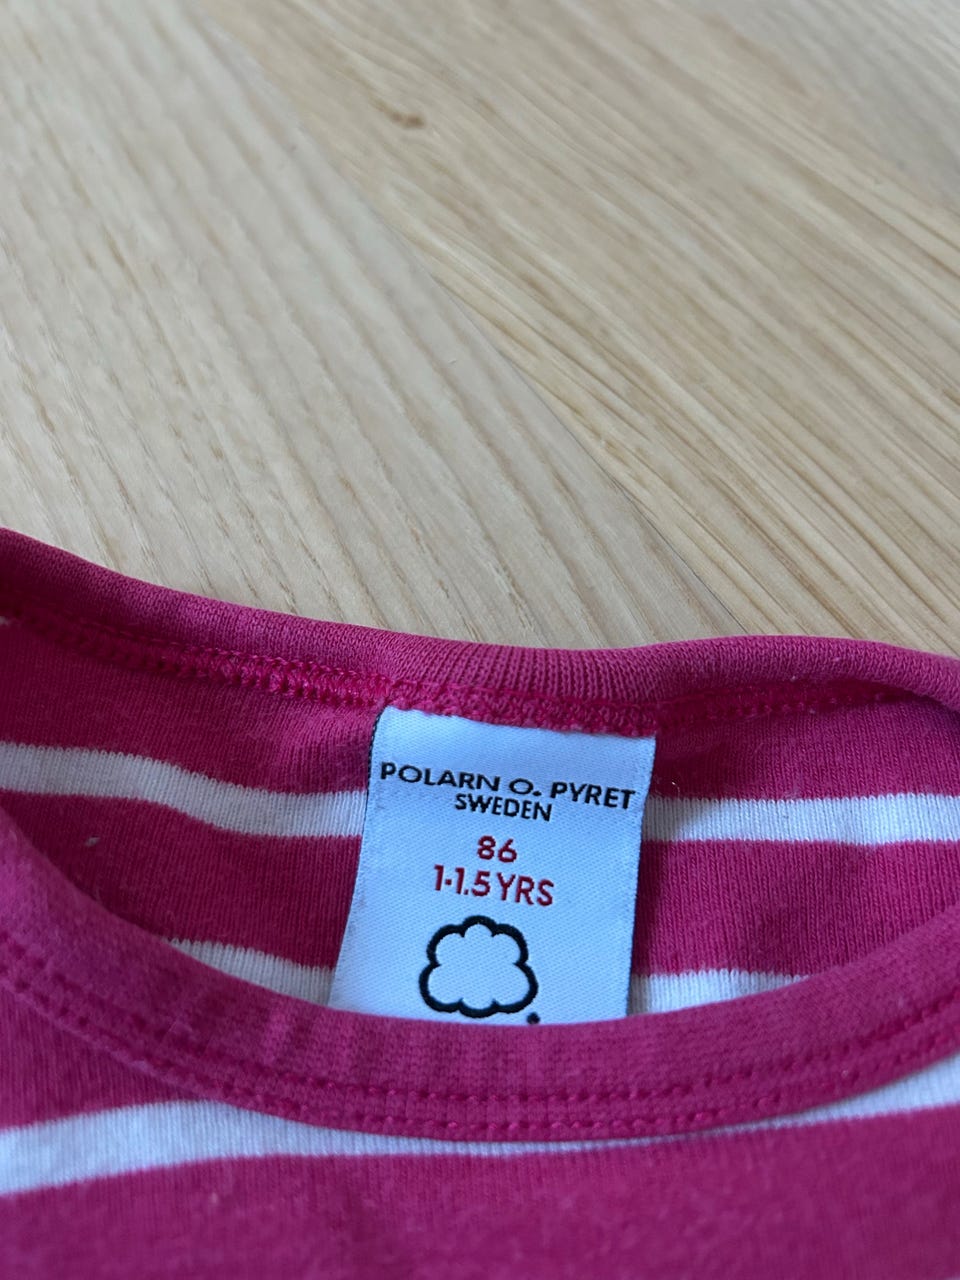 POLARN O. PYRET
SWEDEN
86
1-1.5 YRS